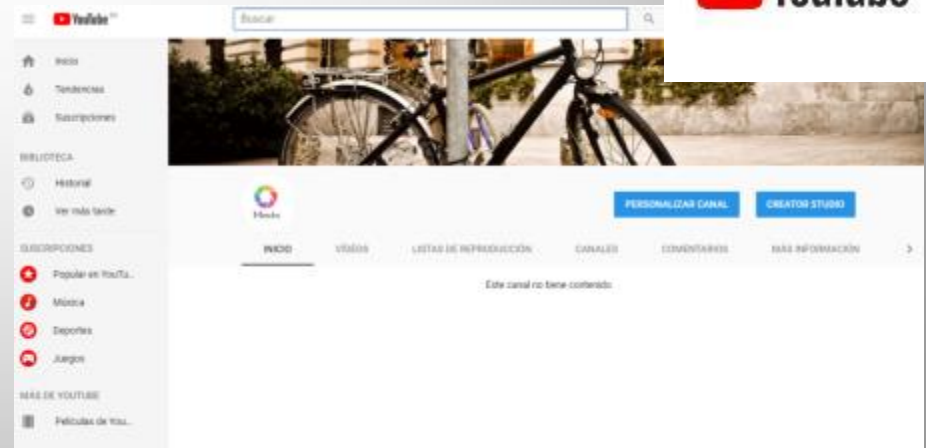 YouTube
YouTube
Buscar
Inicio
Tendencias
Suscripciones
BIBLIOTECA
Historial
Ver más tarde
SUSCRIPCIONES
Popular en YouTu...
Música
Deportes
Juegos
MÁS DE YOUTUBE
Películas de You...
PERSONALIZAR CANAL
CREATOR STUDIO
INICIO
VÍDEOS
LISTAS DE REPRODUCCIÓN
CANALES
COMENTARIOS
MÁS INFORMACIÓN
Este canal no tiene contenido